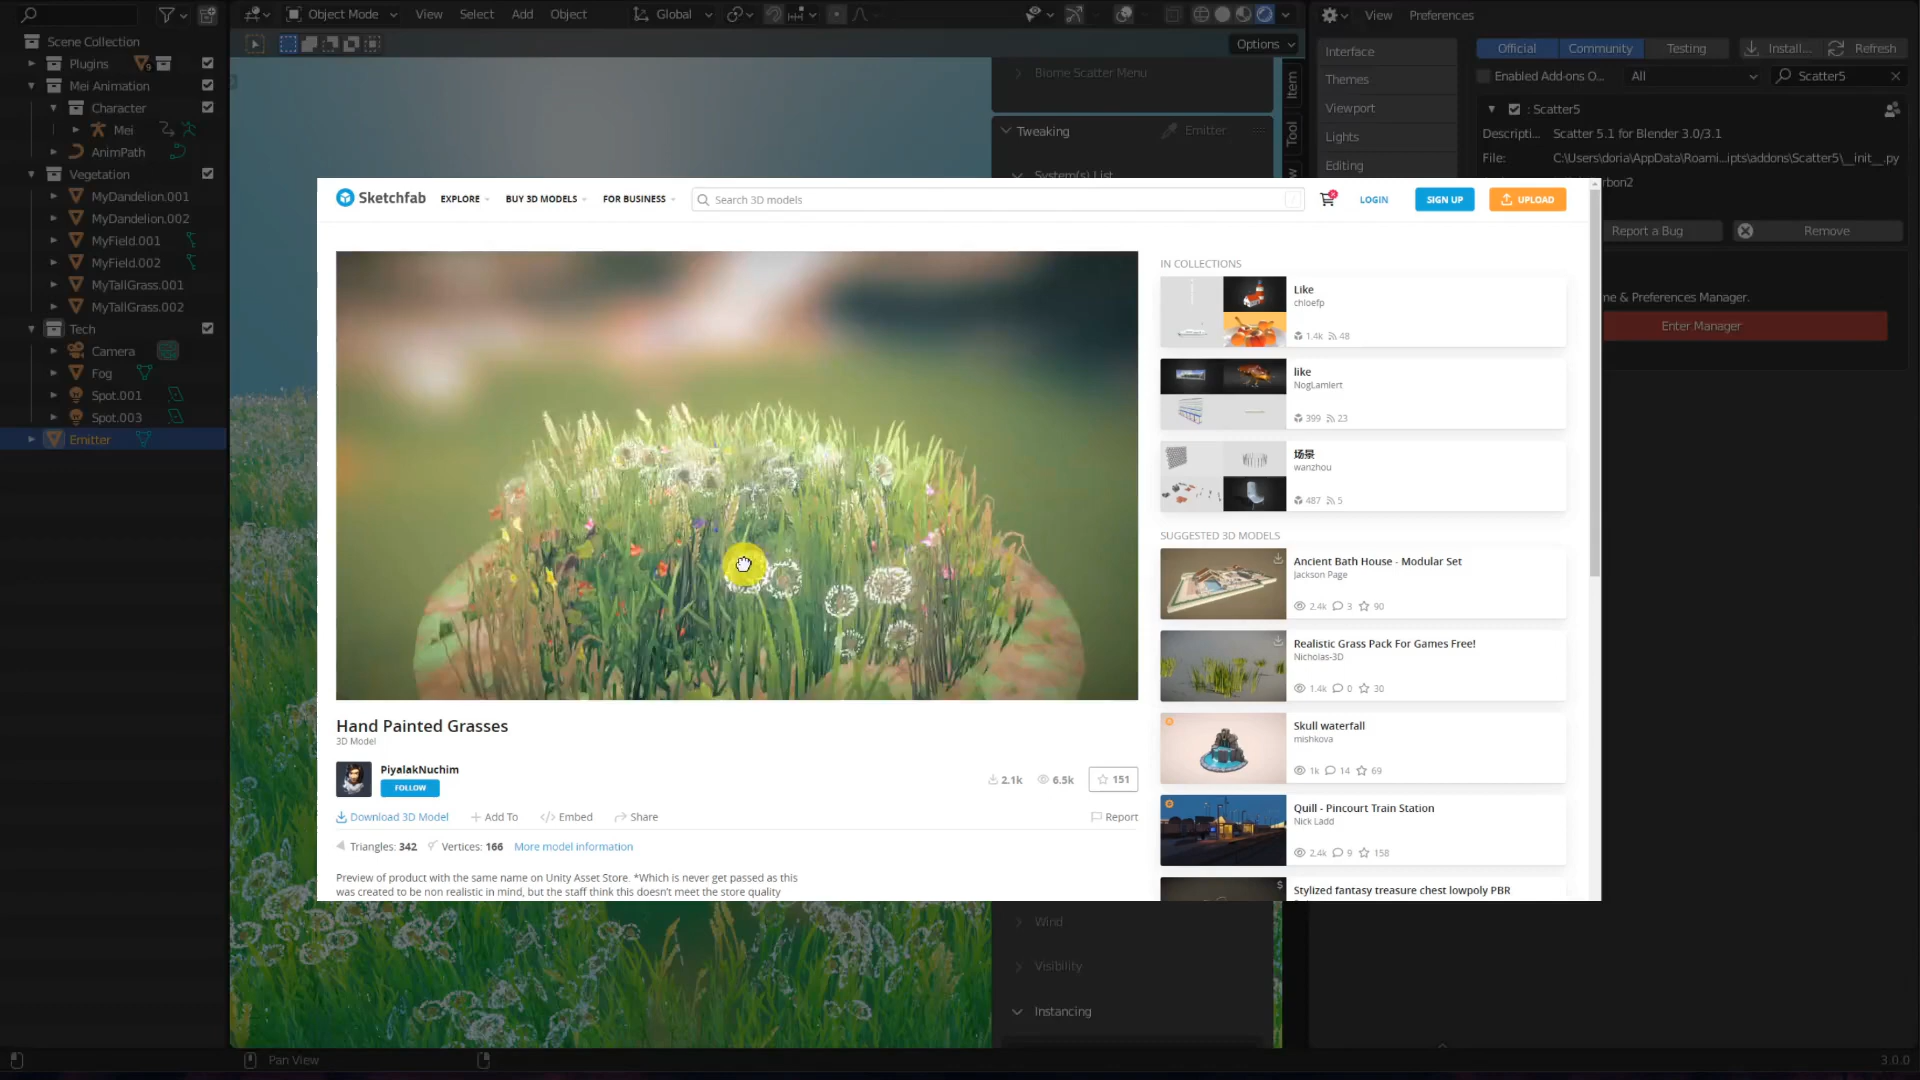 Object Mode
View
Select
Add
Object
Global
View
Preferences
Scene Collection
Plugins
9
Mei Animation
Character
Mei
AnimPath
Vegetation
MyDandelion.001
MyDandelion.002
MyField.001
MyField.002
MyTallGrass.001
MyTallGrass.002
Tech
Camera
Fog
Spot.001
Spot.003
Emitter
Options
Biome Scatter Menu
Tweaking
Emitter
System(s) List
Item
Tool
Interface
Themes
Viewport
Lights
Editing
Official
Community
Testing
Install...
Refresh
Enabled Add-ons O...
All
Scatter5
: Scatter5
Descripti...
Scatter 5.1 for Blender 3.0/3.1
File:
C:\Users\doria\AppData\Roami...ipts\addons\Scatter5\__init__.py
rbon2
Report a Bug
Remove
ne & Preferences Manager.
Enter Manager
Sketchfab
EXPLORE
BUY 3D MODELS
FOR BUSINESS
Search 3D models
/
LOGIN
SIGN UP
UPLOAD
IN COLLECTIONS
Like
chloefp
1.4k 48
like
NogLamiert
399 23
场景
wanzhou
487 5
SUGGESTED 3D MODELS
Ancient Bath House - Modular Set
Jackson Page
2.4k 3 90
Realistic Grass Pack For Games Free!
Nicholas-3D
1.4k 0 30
Skull waterfall
mishkova
1k 14 69
Quill - Pincourt Train Station
Nick Ladd
2.4k 9 158
Stylized fantasy treasure chest lowpoly PBR
Hand Painted Grasses
3D Model
PiyalakNuchim
FOLLOW
2.1k 6.5k 151
Download 3D Model
Add To
Embed
Share
Report
Triangles: 342
Vertices: 166
More model information
Preview of product with the same name on Unity Asset Store. *Which is never get passed as this
was created to be non realistic in mind, but the staff think this doesn't meet the store quality
Wind
Visibility
Instancing
Pan View
3.0.0